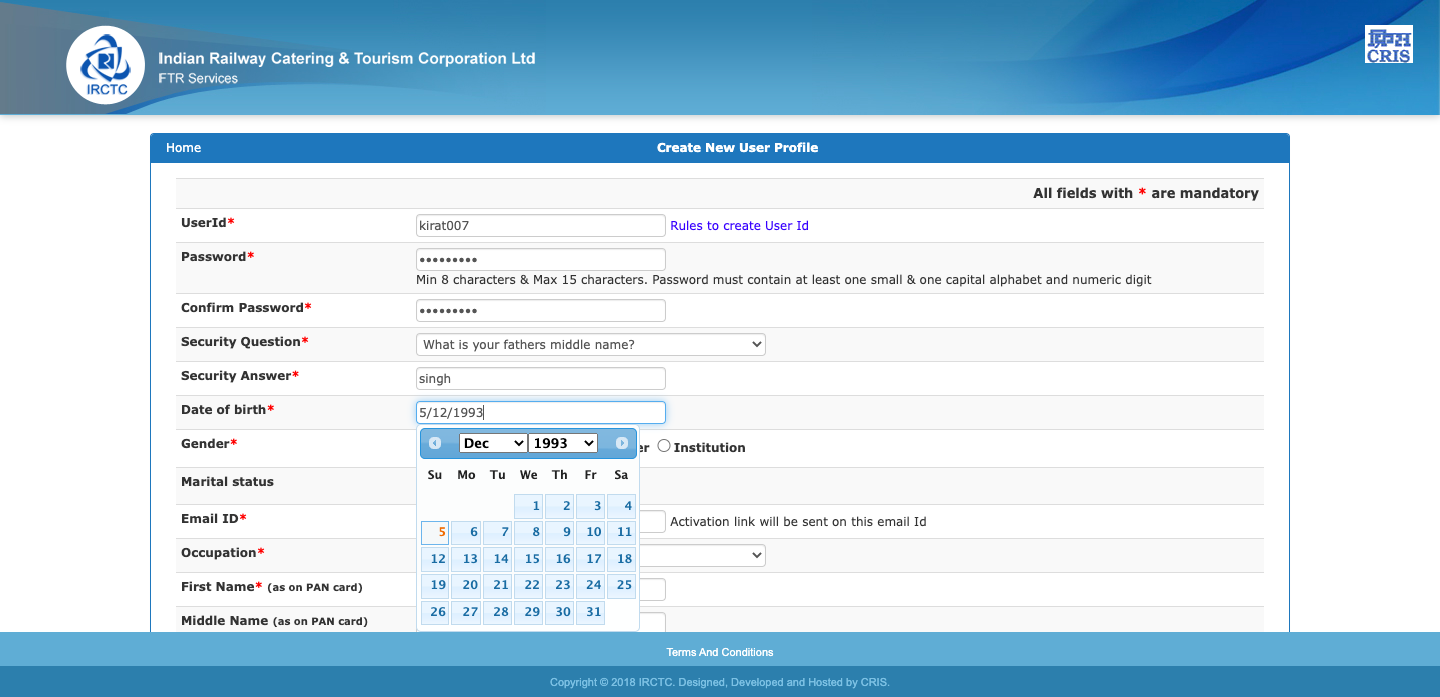 IRCTC
Indian Railway Catering & Tourism Corporation Ltd
FTR Services
क्रिस
CRIS
Home
Create New User Profile
All fields with * are mandatory
UserId*
kirat007
Rules to create User Id
Password*
•••••••••
Min 8 characters & Max 15 characters. Password must contain at least one small & one capital alphabet and numeric digit
Confirm Password*
•••••••••
Security Question*
What is your fathers middle name?
Security Answer*
singh
Date of birth*
5/12/1993
Gender*
er Institution
Dec 1993
Su Mo Tu We Th Fr Sa
1 2 3 4
5 6 7 8 9 10 11
12 13 14 15 16 17 18
19 20 21 22 23 24 25
26 27 28 29 30 31
Marital status
Email ID*
Activation link will be sent on this email Id
Occupation*
First Name* (as on PAN card)
Middle Name (as on PAN card)
Terms And Conditions
Copyright © 2018 IRCTC. Designed, Developed and Hosted by CRIS.